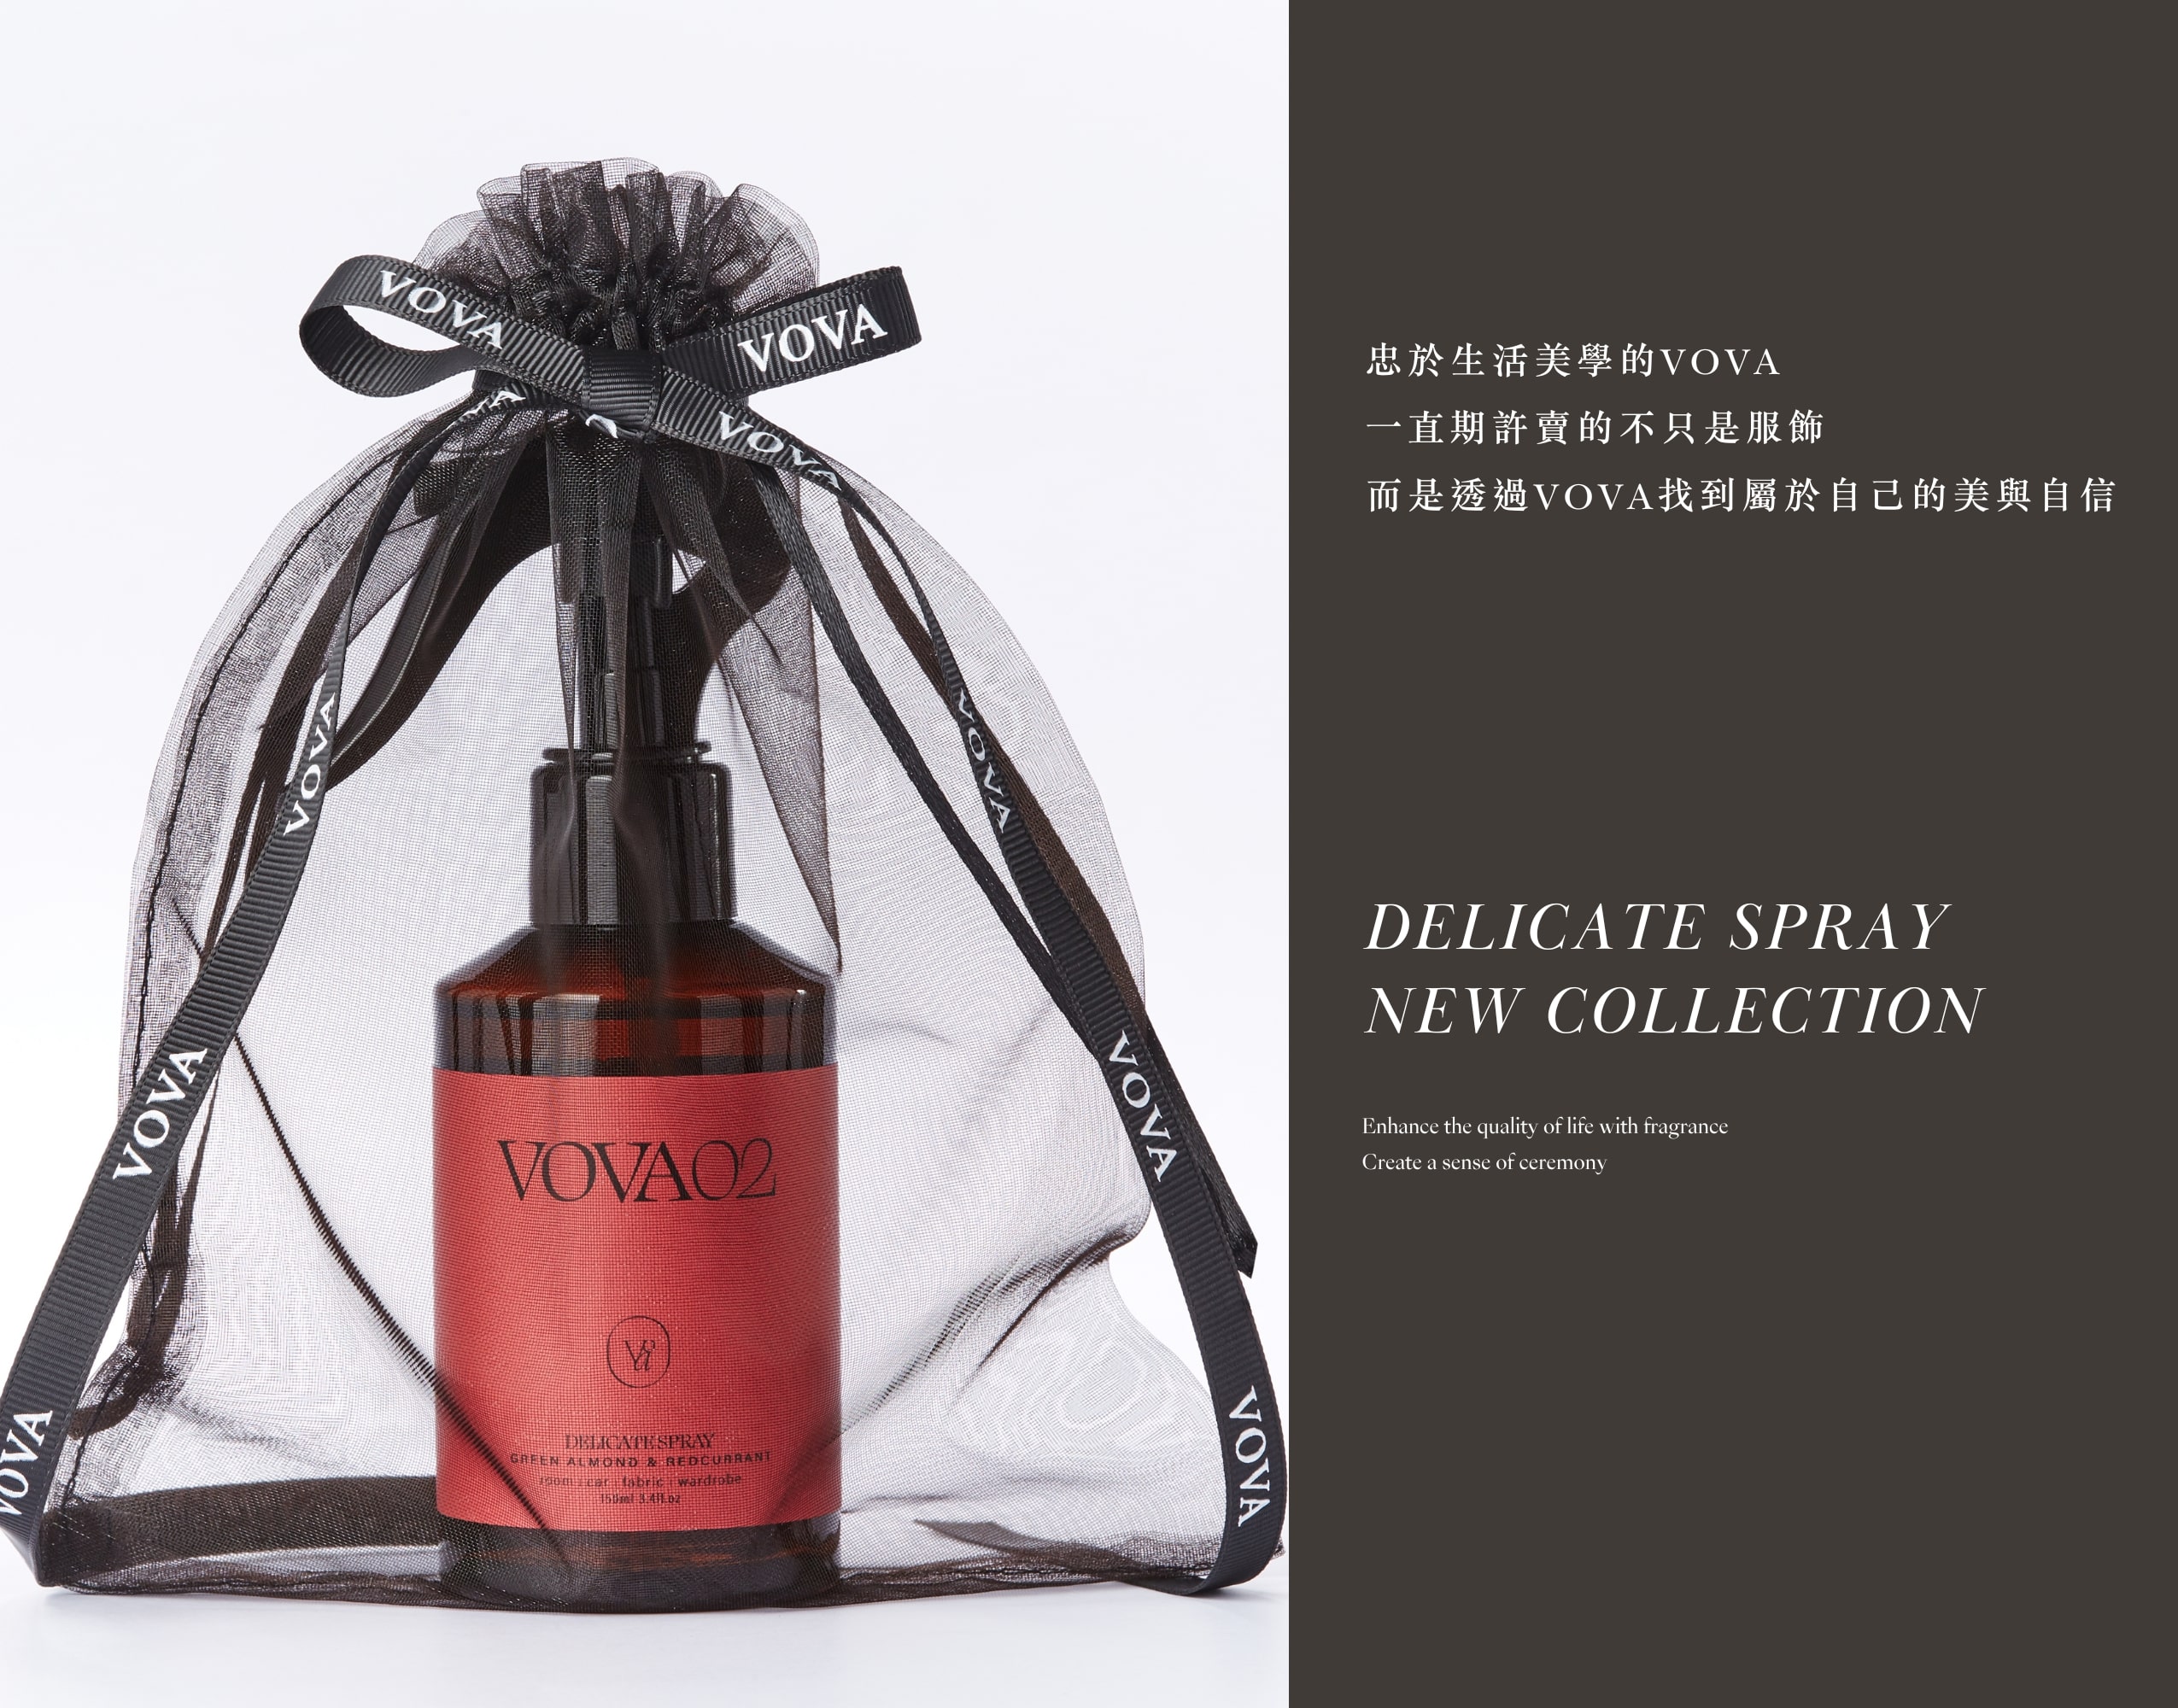 VOVA
VOVA
VOVA
VOVA
VOVA
VOVA
VOVA
VOVA
VOVA
VOVA02
DELICATE SPRAY
GREEN ALMOND & REDCURRANT
room car fabric wardrobe
忠於生活美學的VOVA
一直期許賣的不只是服飾
而是透過VOVA找到屬於自己的美與自信
DELICATE SPRAY
NEW COLLECTION
Enhance the quality of life with fragrance
Create a sense of ceremony